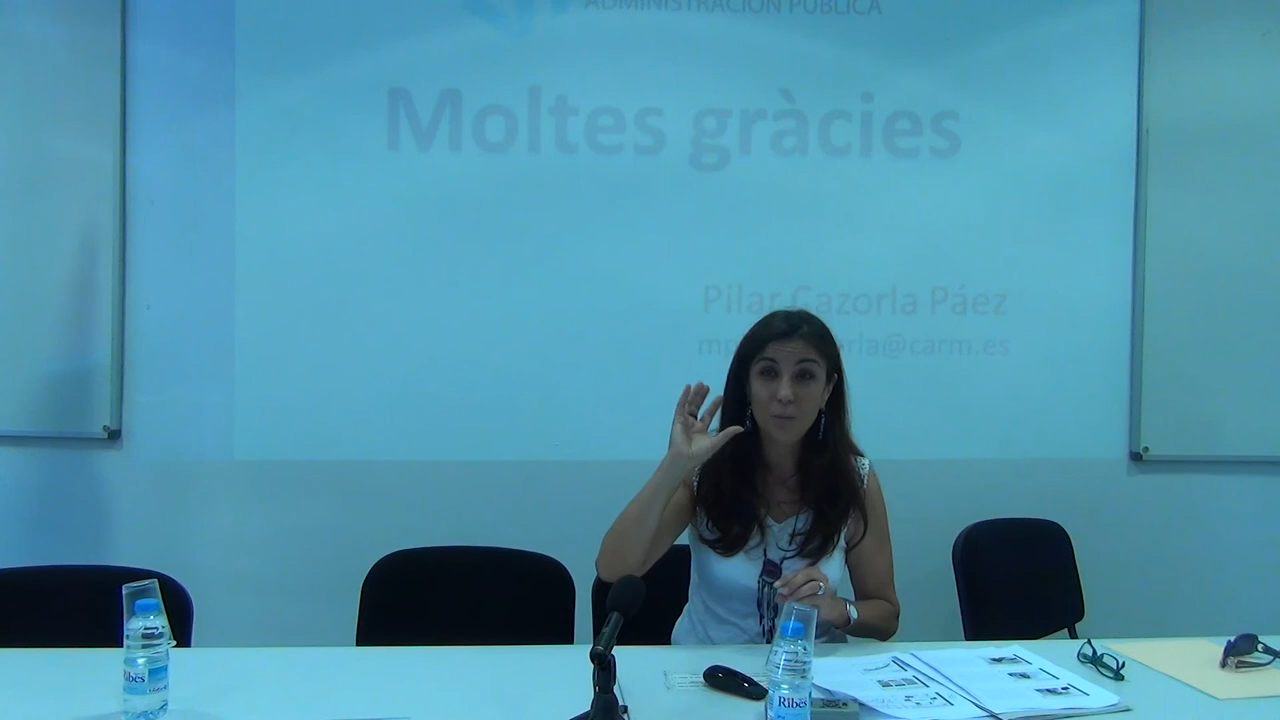 ADMINISTRACIÓN PÚBLICA
Moltes gràcies
Pilar Cazorla Páez
Ribes
Ribes